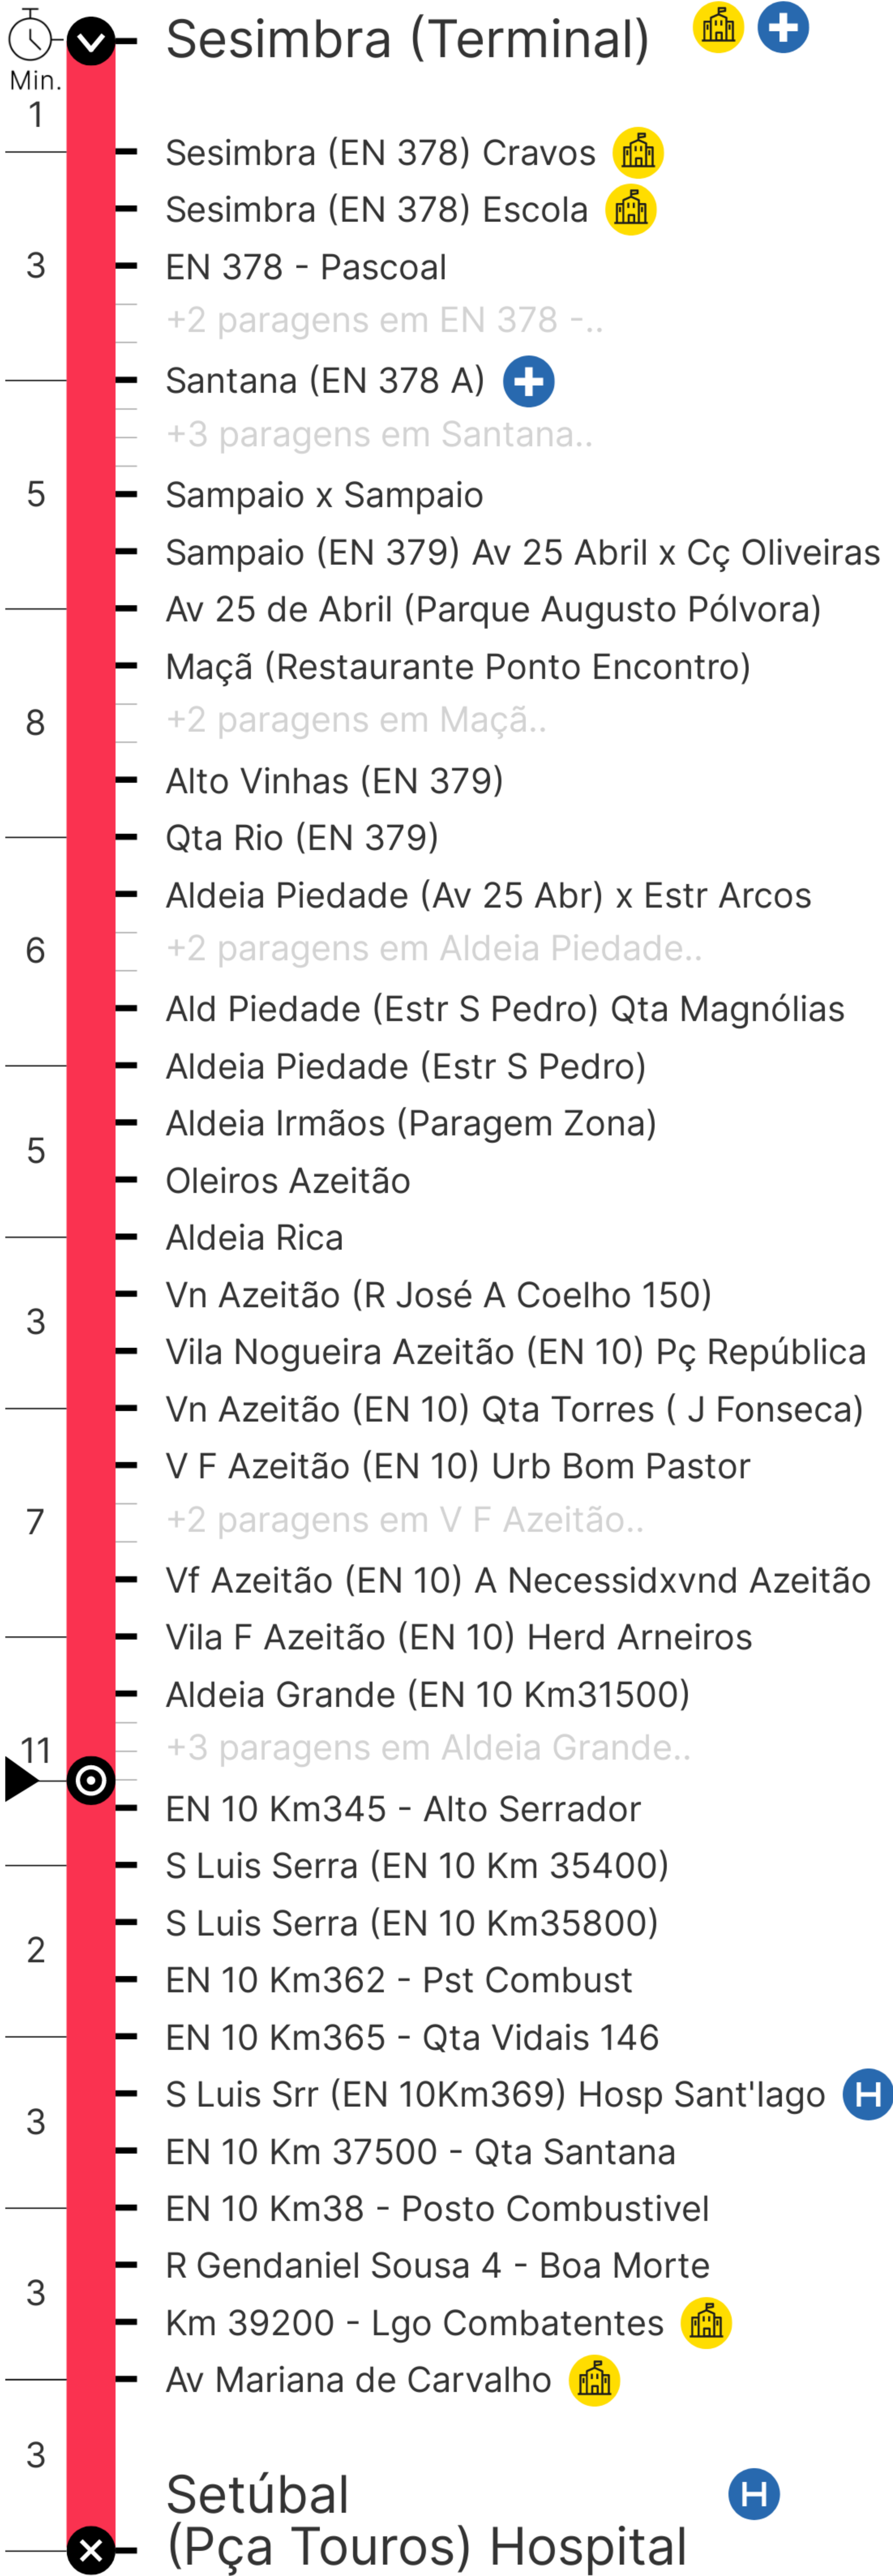 Sesimbra (Terminal)
Min.
1
Sesimbra (EN 378) Cravos
Sesimbra (EN 378) Escola
3
EN 378 - Pascoal
+2 paragens em EN 378 -..
Santana (EN 378 A)
+3 paragens em Santana..
5
Sampaio x Sampaio
Sampaio (EN 379) Av 25 Abril x Cç Oliveiras
Av 25 de Abril (Parque Augusto Pólvora)
Maçã (Restaurante Ponto Encontro)
8
+2 paragens em Maçã..
Alto Vinhas (EN 379)
Qta Rio (EN 379)
Aldeia Piedade (Av 25 Abr) x Estr Arcos
6
+2 paragens em Aldeia Piedade..
Ald Piedade (Estr S Pedro) Qta Magnólias
Aldeia Piedade (Estr S Pedro)
Aldeia Irmãos (Paragem Zona)
5
Oleiros Azeitão
Aldeia Rica
Vn Azeitão (R José A Coelho 150)
3
Vila Nogueira Azeitão (EN 10) Pç República
Vn Azeitão (EN 10) Qta Torres ( J Fonseca)
V F Azeitão (EN 10) Urb Bom Pastor
7
+2 paragens em V F Azeitão..
Vf Azeitão (EN 10) A Necessidxvnd Azeitão
Vila F Azeitão (EN 10) Herd Arneiros
Aldeia Grande (EN 10 Km31500)
11
+3 paragens em Aldeia Grande..
EN 10 Km345 - Alto Serrador
S Luis Serra (EN 10 Km 35400)
S Luis Serra (EN 10 Km35800)
2
EN 10 Km362 - Pst Combust
EN 10 Km365 - Qta Vidais 146
S Luis Srr (EN 10Km369) Hosp Sant'Iago H
3
EN 10 Km 37500 - Qta Santana
EN 10 Km38 - Posto Combustivel
R Gendaniel Sousa 4 - Boa Morte
3
Km 39200 - Lgo Combatentes
Av Mariana de Carvalho
3
Setúbal H
(Pça Touros) Hospital